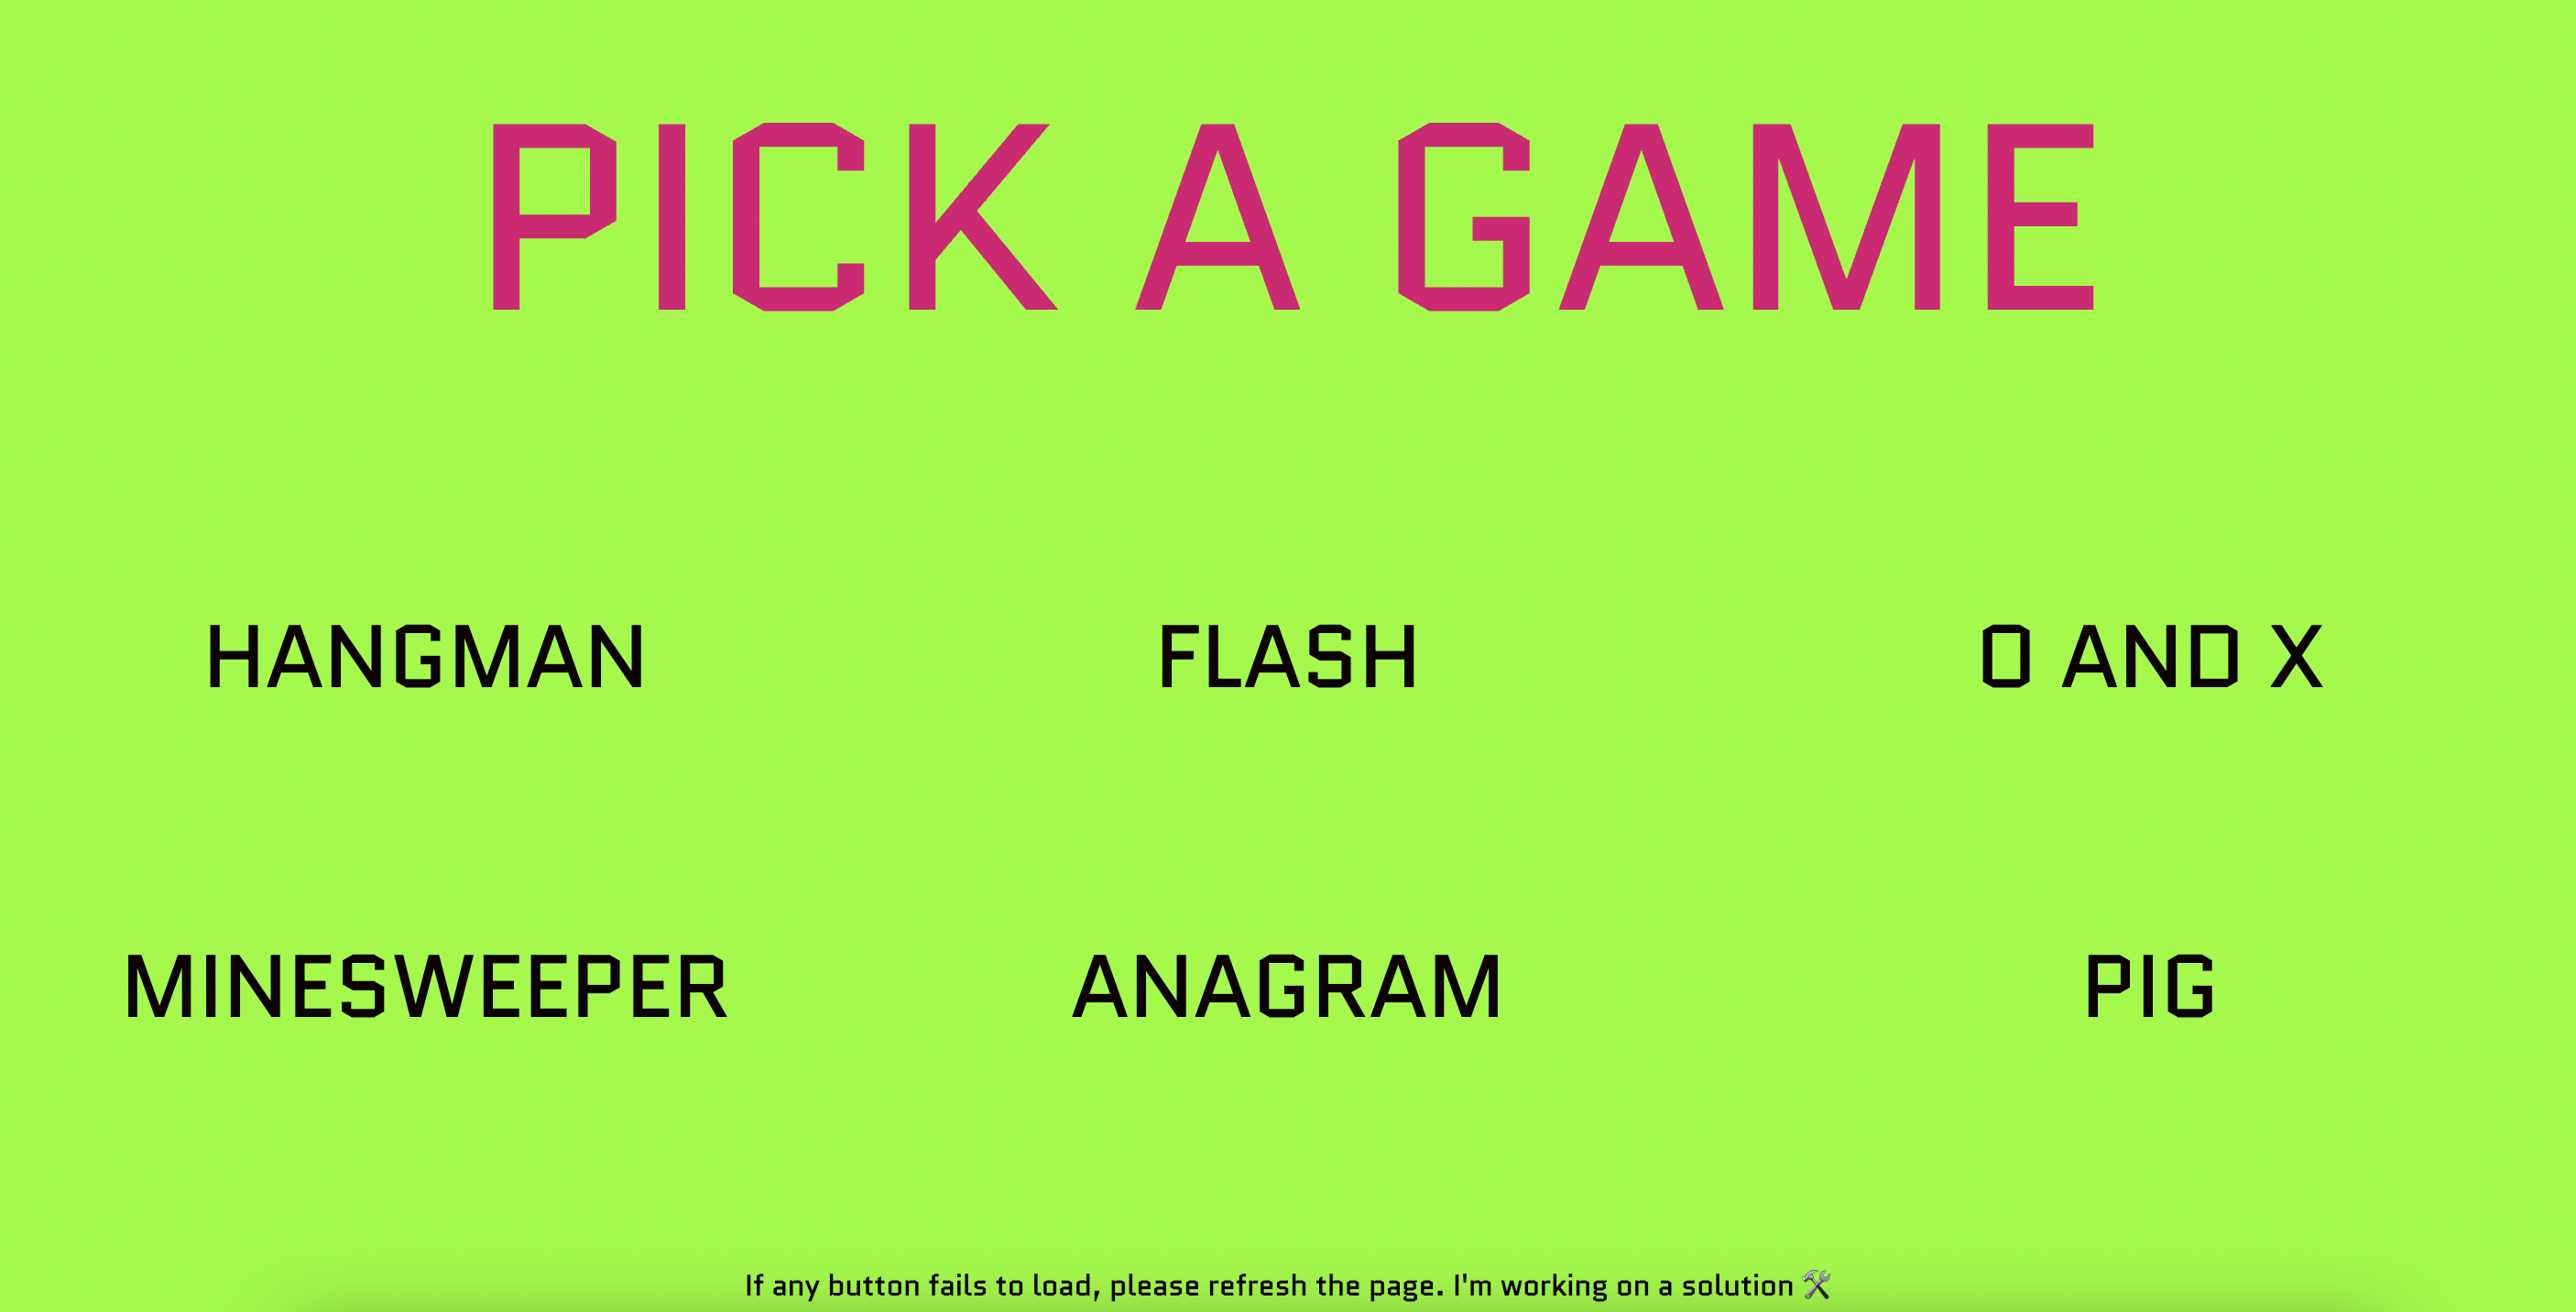 PICK A GAME
HANGMAN FLASH O AND X
MINESWEEPER ANAGRAM PIG
If any button fails to load, please refresh the page. I'm working on a solution 🛠